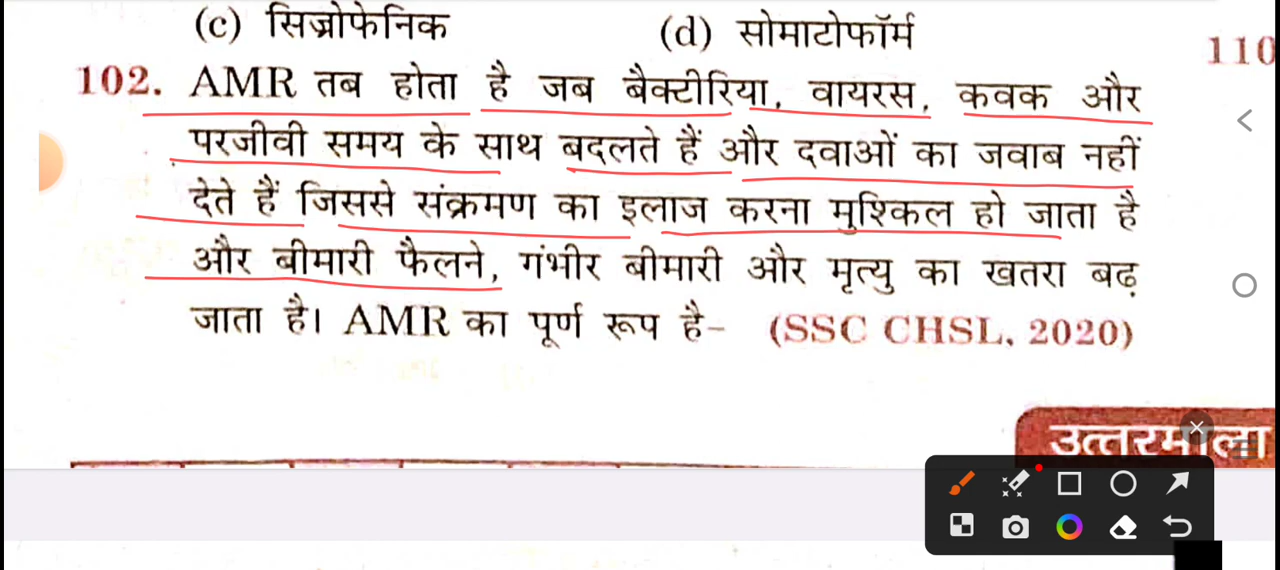 (c) सिज़ोफेनिक (d) सोमाटोफॉर्म
110
102. AMR तब होता है जब बैक्टीरिया, वायरस, कवक और
परजीवी समय के साथ बदलते हैं और दवाओं का जवाब नहीं
देते हैं जिससे संक्रमण का इलाज करना मुश्किल हो जाता है
और बीमारी फैलने, गंभीर बीमारी और मृत्यु का खतरा बढ़
जाता है। AMR का पूर्ण रूप है- (SSC CHSL, 2020)
उत्तरमाला